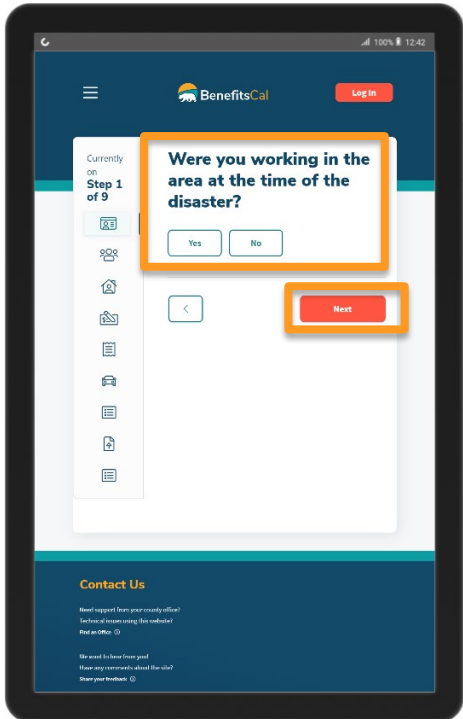 100% 12:42
BenefitsCal
Log In
Currently
on
Step 1
of 9
Were you working in the
area at the time of the
disaster?
Yes No
Next
Contact Us
Need support from your county office?
Technical issues using this website?
Find an Office
We want to hear from you!
Have any comments about the site?
Share your feedback